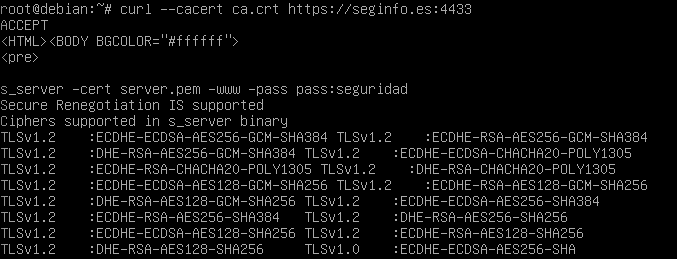 root@debian:~# curl --cacert ca.crt https://seginfo.es:4433
ACCEPT
<HTML><BODY BGCOLOR="#ffffff">
<pre>

s_server -cert server.pem -www -pass pass:seguridad
Secure Renegotiation IS supported
Ciphers supported in s_server binary
TLSv1.2    :ECDHE-ECDSA-AES256-GCM-SHA384 TLSv1.2    :ECDHE-RSA-AES256-GCM-SHA384
TLSv1.2    :DHE-RSA-AES256-GCM-SHA384 TLSv1.2    :ECDHE-ECDSA-CHACHA20-POLY1305
TLSv1.2    :ECDHE-RSA-CHACHA20-POLY1305 TLSv1.2    :DHE-RSA-CHACHA20-POLY1305
TLSv1.2    :ECDHE-ECDSA-AES128-GCM-SHA256 TLSv1.2    :ECDHE-RSA-AES128-GCM-SHA256
TLSv1.2    :DHE-RSA-AES128-GCM-SHA256 TLSv1.2    :ECDHE-ECDSA-AES256-SHA384
TLSv1.2    :ECDHE-RSA-AES256-SHA384   TLSv1.2    :DHE-RSA-AES256-SHA256
TLSv1.2    :ECDHE-ECDSA-AES128-SHA256 TLSv1.2    :ECDHE-RSA-AES128-SHA256
TLSv1.2    :DHE-RSA-AES128-SHA256     TLSv1.0    :ECDHE-ECDSA-AES256-SHA